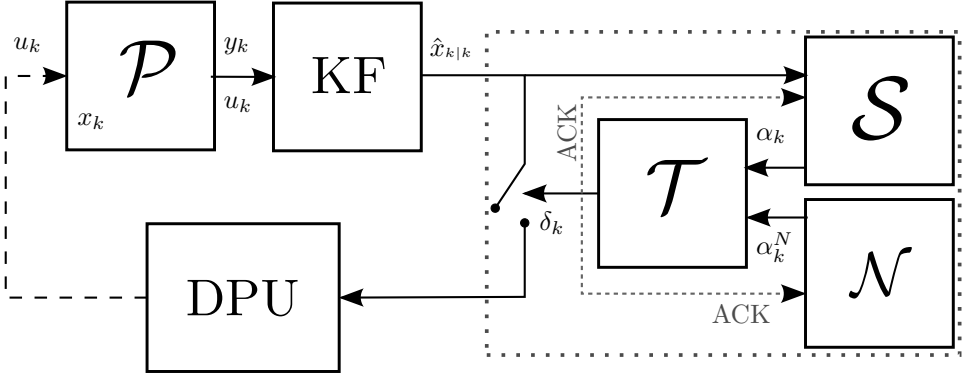 u_k
𝒫
x_k
y_k
u_k
KF
x̂_{k|k}
ACK
𝒮
α_k
𝒯
δ_k
α_k^N
𝒩
ACK
DPU